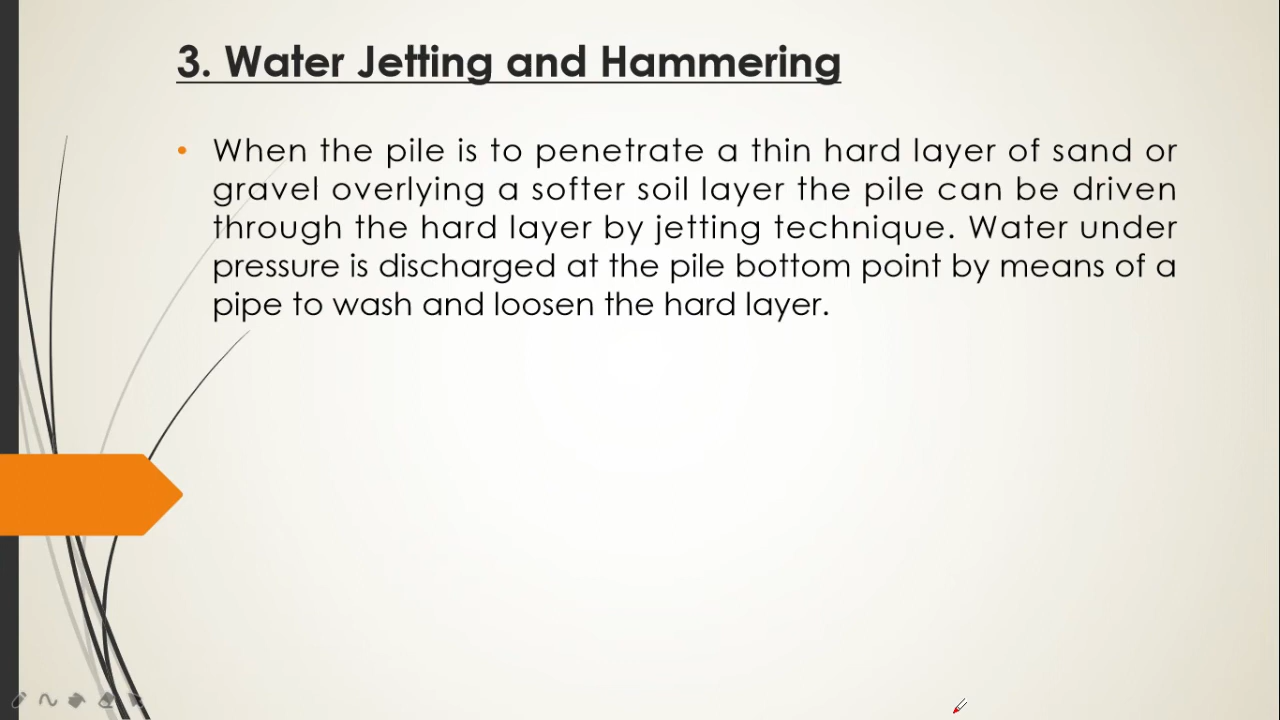 3. Water Jetting and Hammering
• When the pile is to penetrate a thin hard layer of sand or
gravel overlying a softer soil layer the pile can be driven
through the hard layer by jetting technique. Water under
pressure is discharged at the pile bottom point by means of a
pipe to wash and loosen the hard layer.